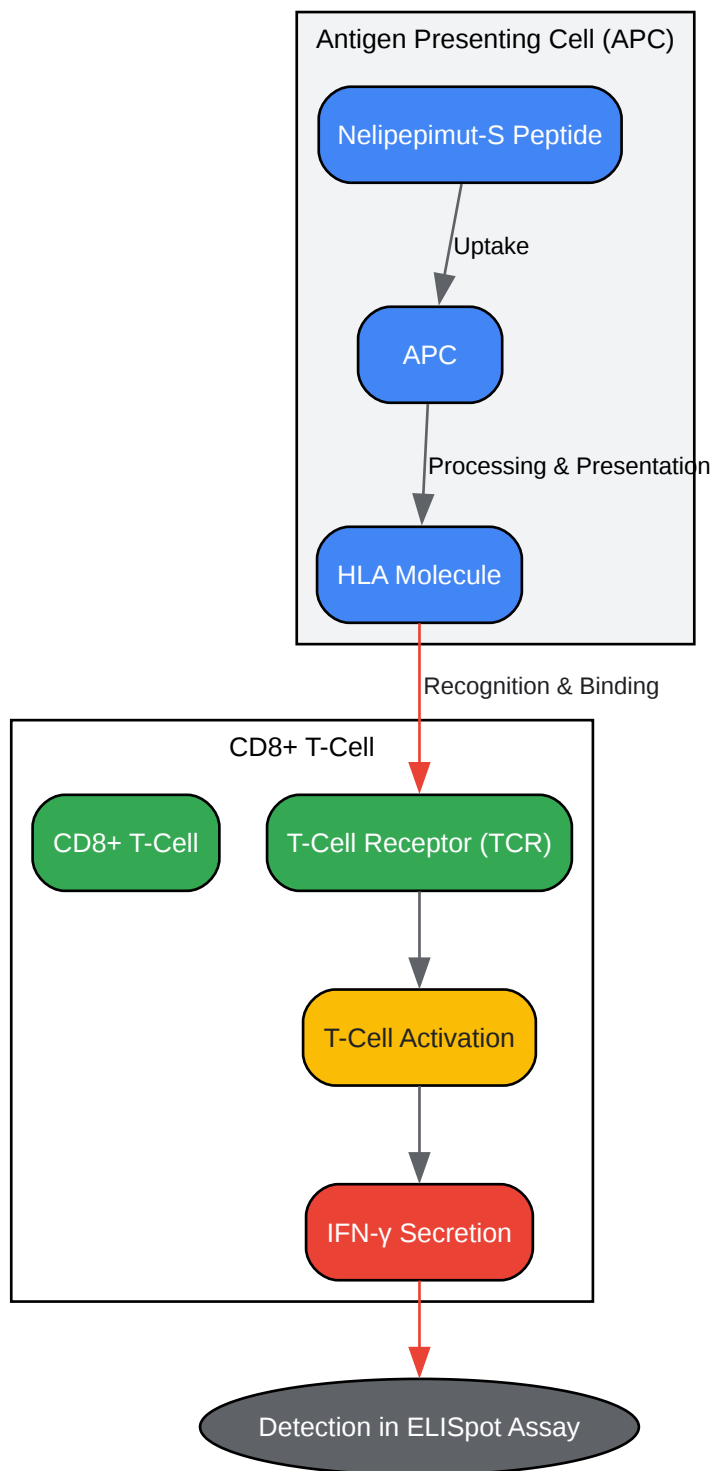 Antigen Presenting Cell (APC)
Nelipepimut-S Peptide
Uptake
APC
Processing & Presentation
HLA Molecule
Recognition & Binding
CD8+ T-Cell
CD8+ T-Cell
T-Cell Receptor (TCR)
T-Cell Activation
IFN-γ Secretion
Detection in ELISpot Assay